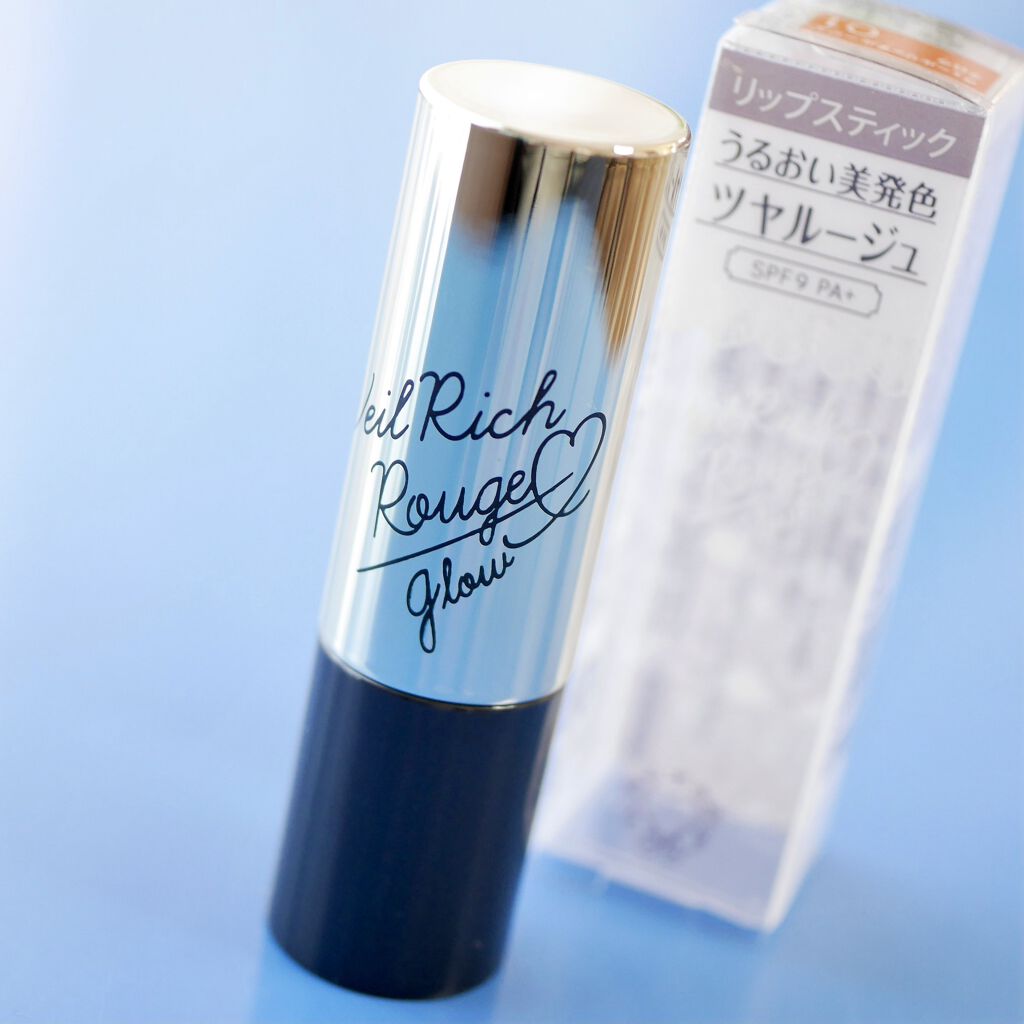 Veil Rich
Rouge
glow
10
リップスティック
うるおい美発色
ツヤルージュ
SPF9 PA+